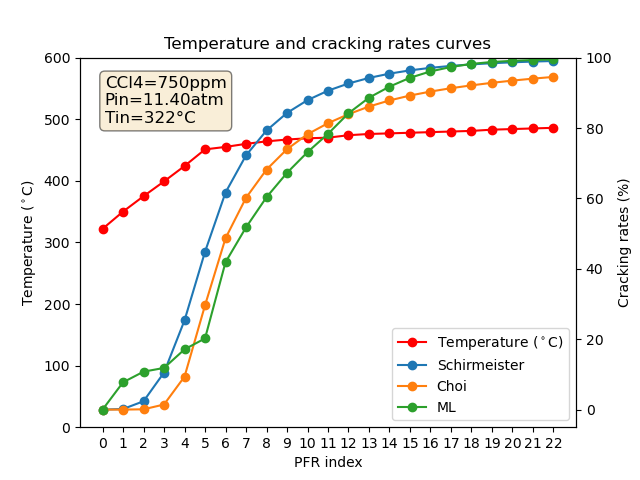 Temperature and cracking rates curves
CCl4=750ppm
Pin=11.40atm
Tin=322°C
600
500
400
300
200
100
0
Temperature (°C)
100
80
60
40
20
0
Cracking rates (%)
Temperature (°C)
Schirmeister
Choi
ML
0 1 2 3 4 5 6 7 8 9 10 11 12 13 14 15 16 17 18 19 20 21 22
PFR index